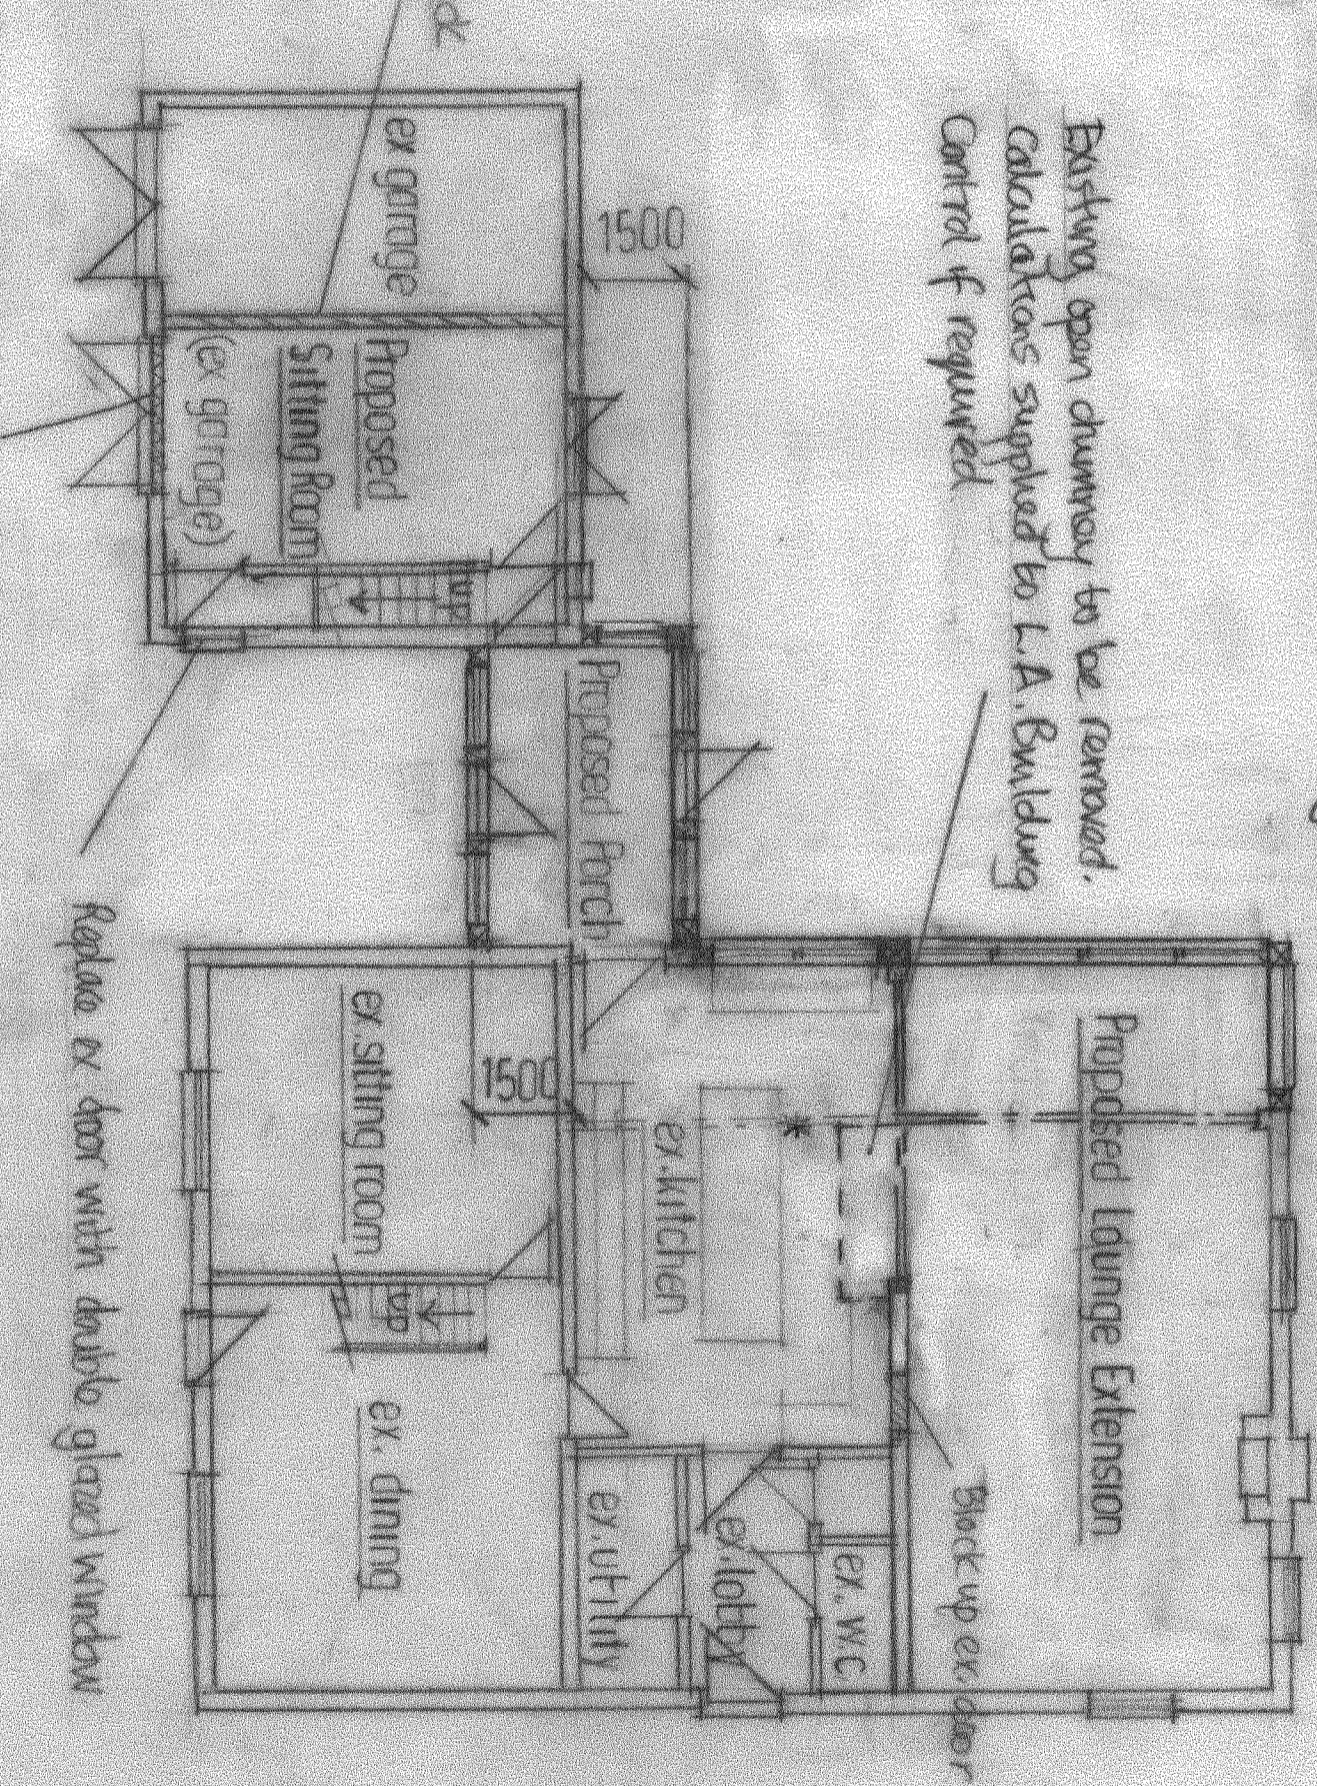 Existing open chimney to be removed.
Calculations supplied to L.A. Building
Control if required
1500
ex garage
Proposed
Sitting Room
(ex garage)
up
Proposed Porch
Proposed Lounge Extension
ex.kitchen
1500
ex.sitting room
up
ex. dining
ex.utility
ex.lobby
ex. w.c
Block up ex. door
Replace ex door with double glazed window